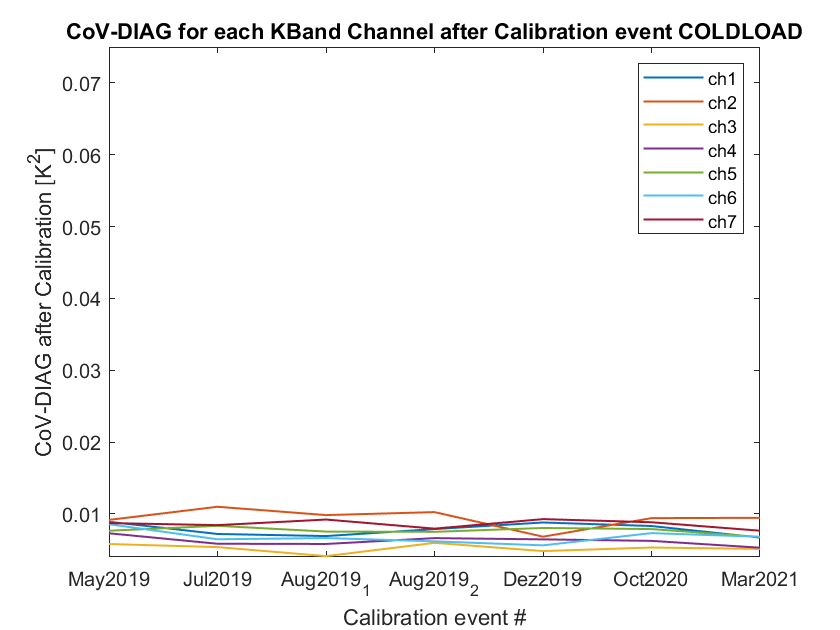 CoV-DIAG for each KBand Channel after Calibration event COLDLOAD
CoV-DIAG after Calibration [K²]
0.07
0.06
0.05
0.04
0.03
0.02
0.01
ch1
ch2
ch3
ch4
ch5
ch6
ch7
May2019 Jul2019 Aug2019₁ Aug2019₂ Dez2019 Oct2020 Mar2021
Calibration event #